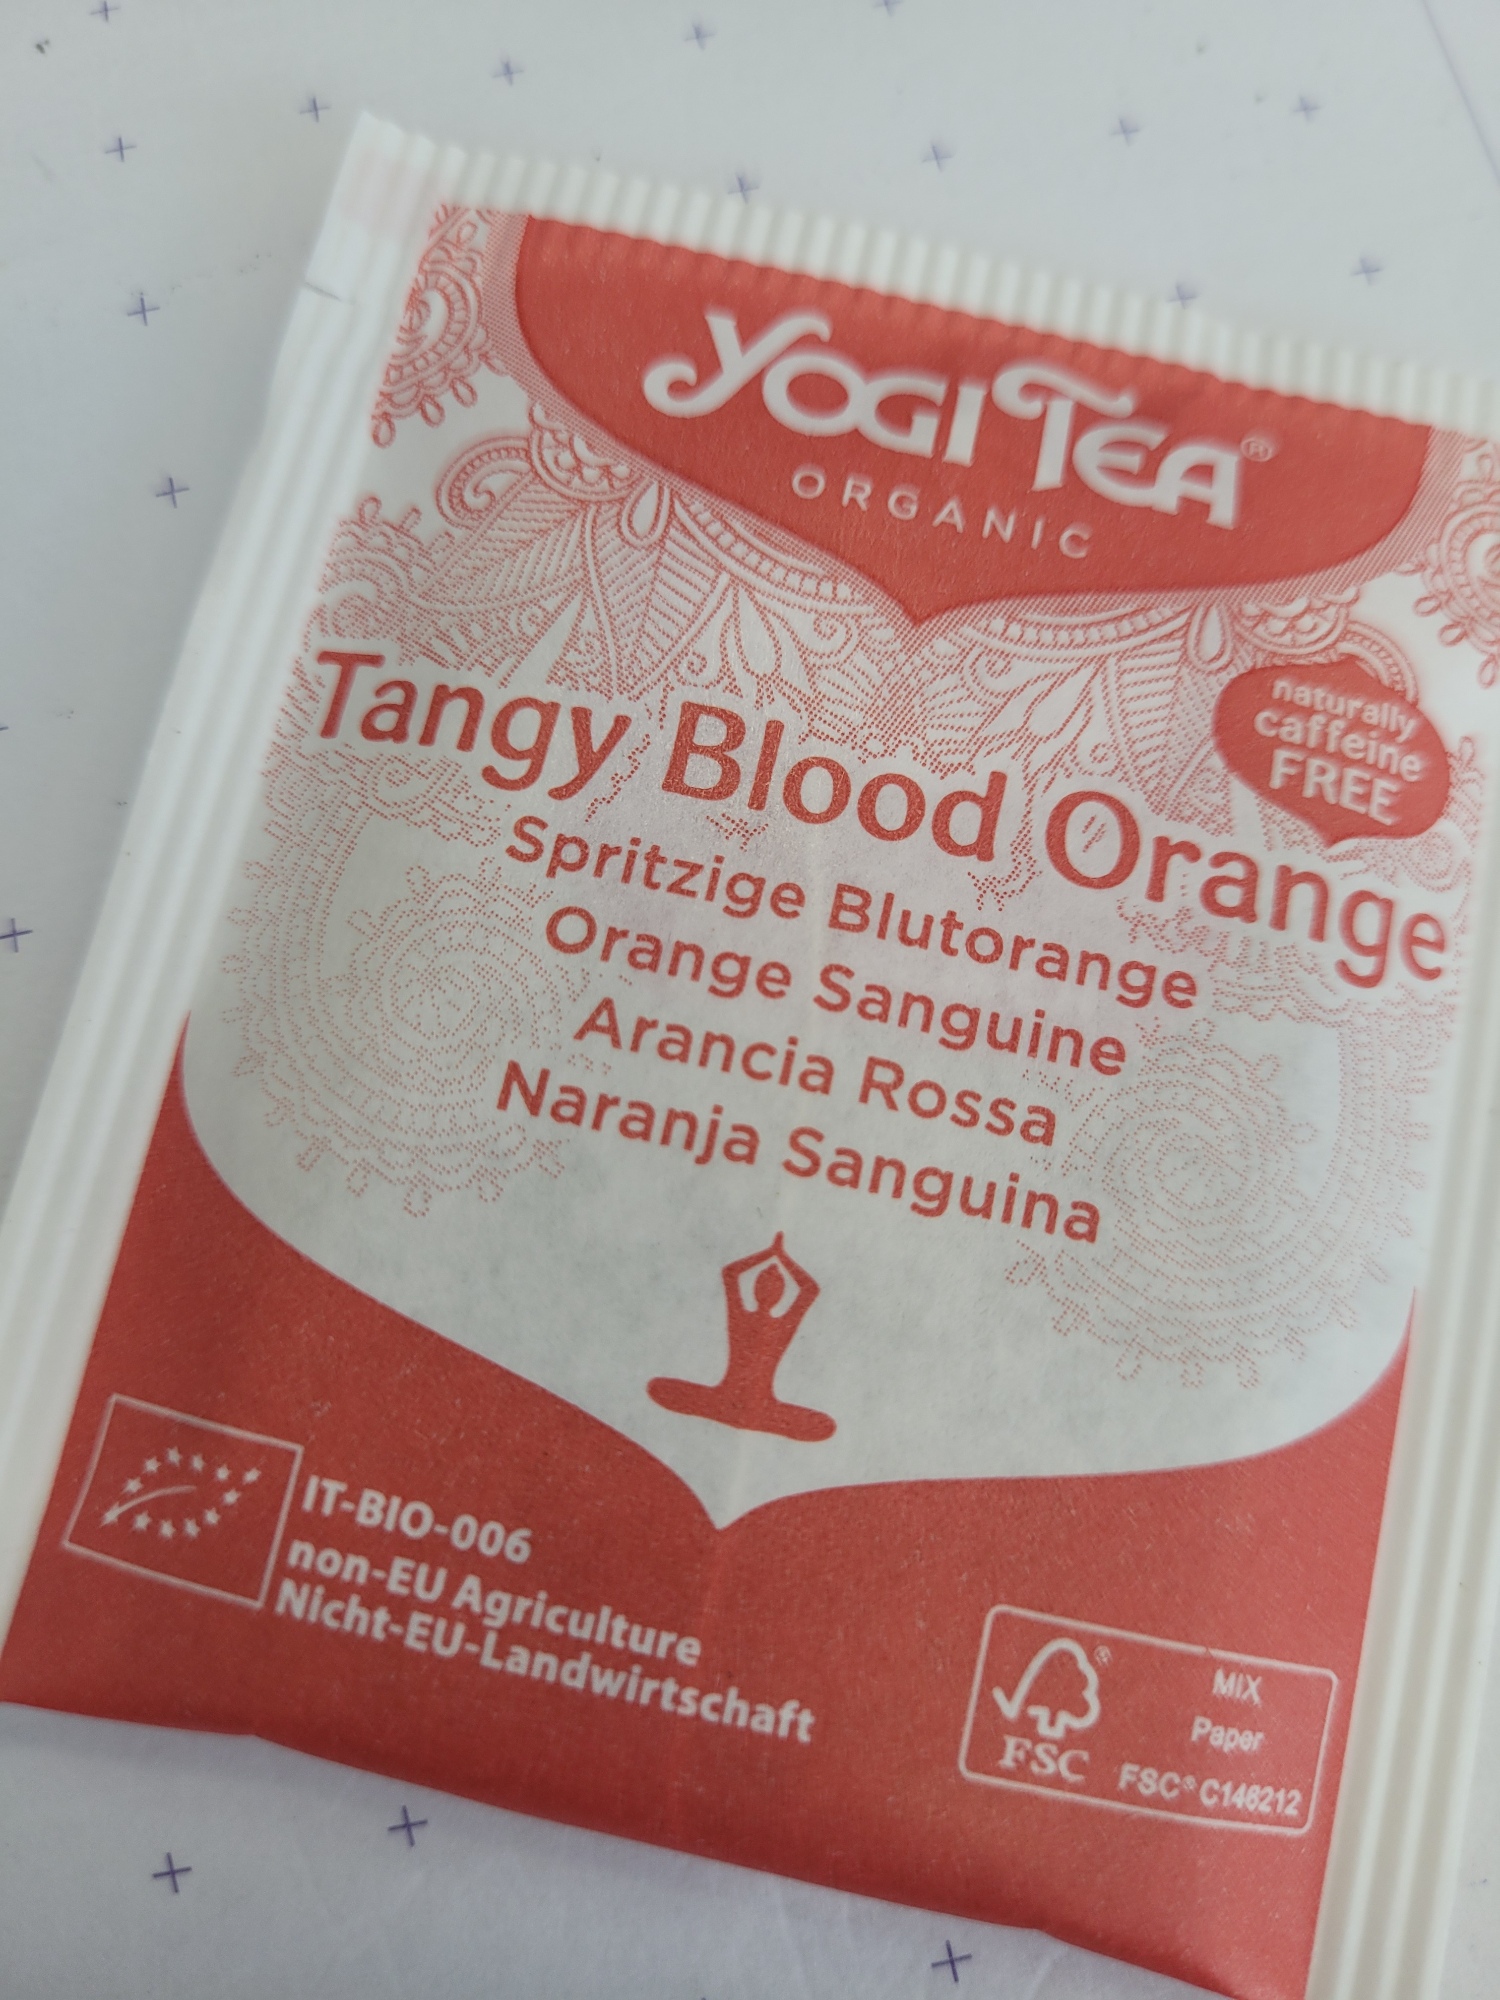 YOGI TEA®
ORGANIC
naturally
caffeine
FREE
Tangy Blood Orange
Spritzige Blutorange
Orange Sanguine
Arancia Rossa
Naranja Sanguina
IT-BIO-006
non-EU Agriculture
Nicht-EU-Landwirtschaft
®
FSC
MIX
Paper
FSC® C146212